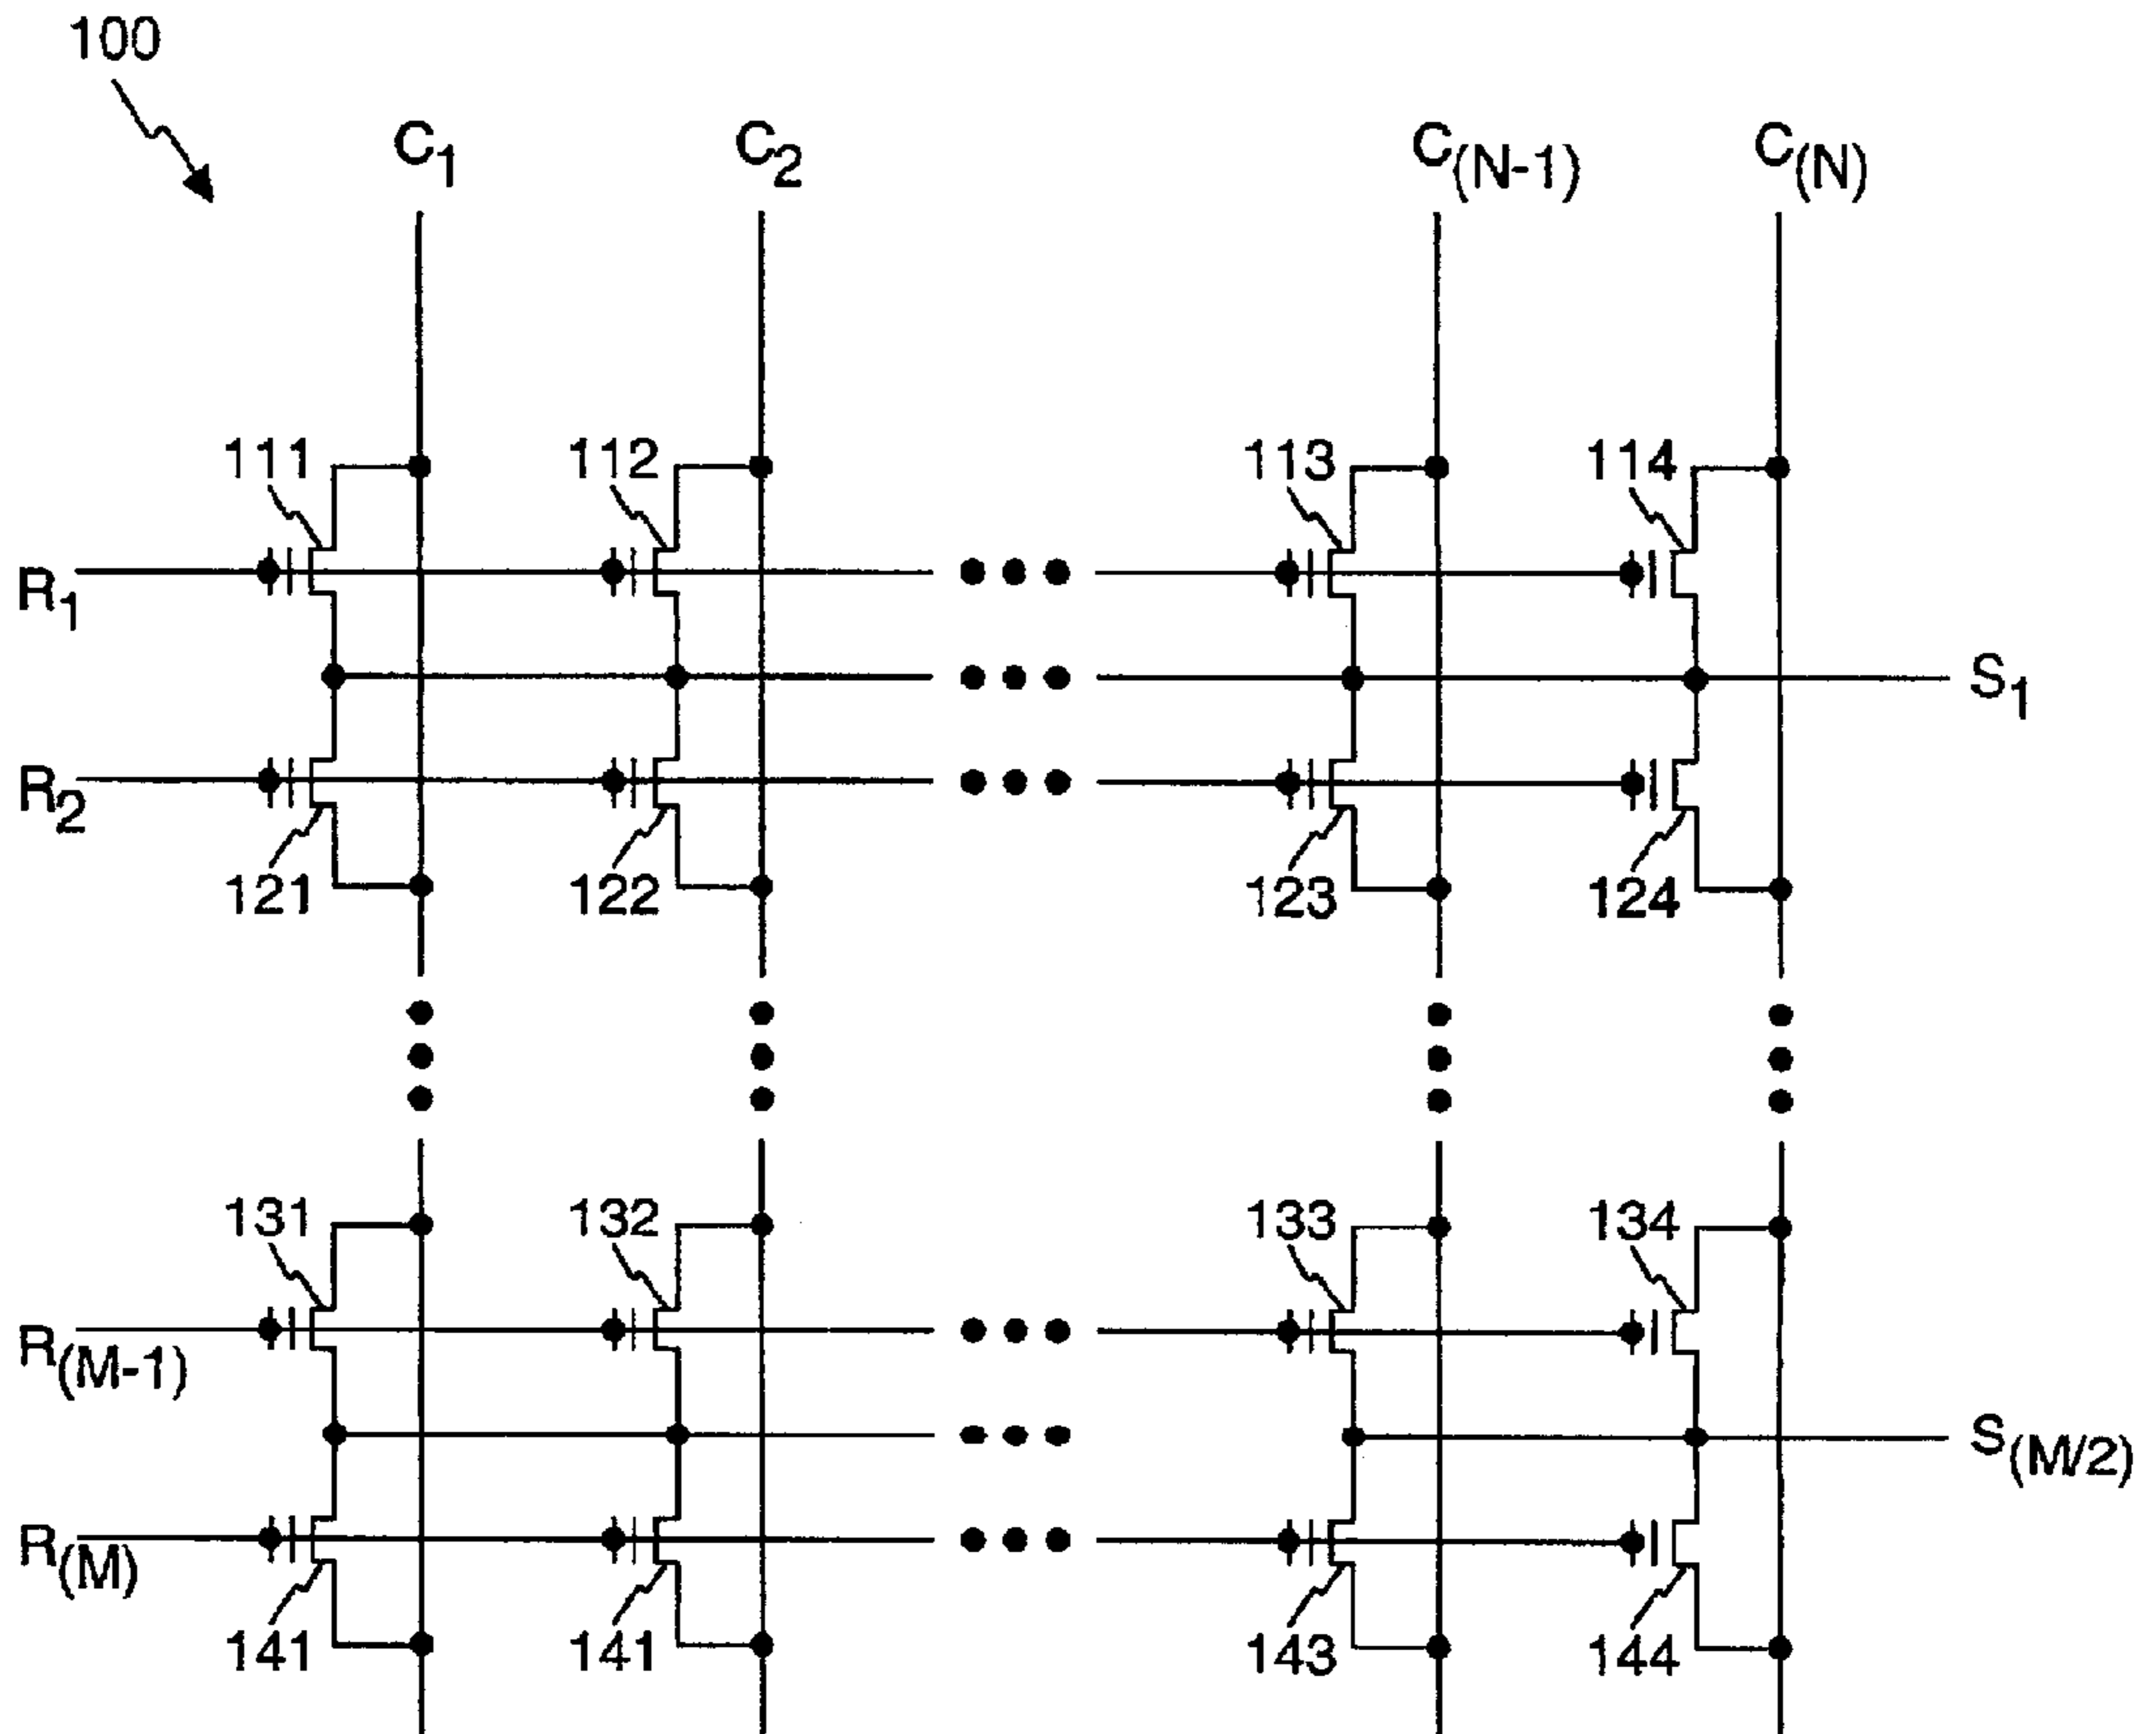 100
C1 C2 C(N-1) C(N)
111 112 113 114
R1
S1
R2
121 122 123 124
131 132 133 134
R(M-1)
S(M/2)
R(M)
141 141 143 144